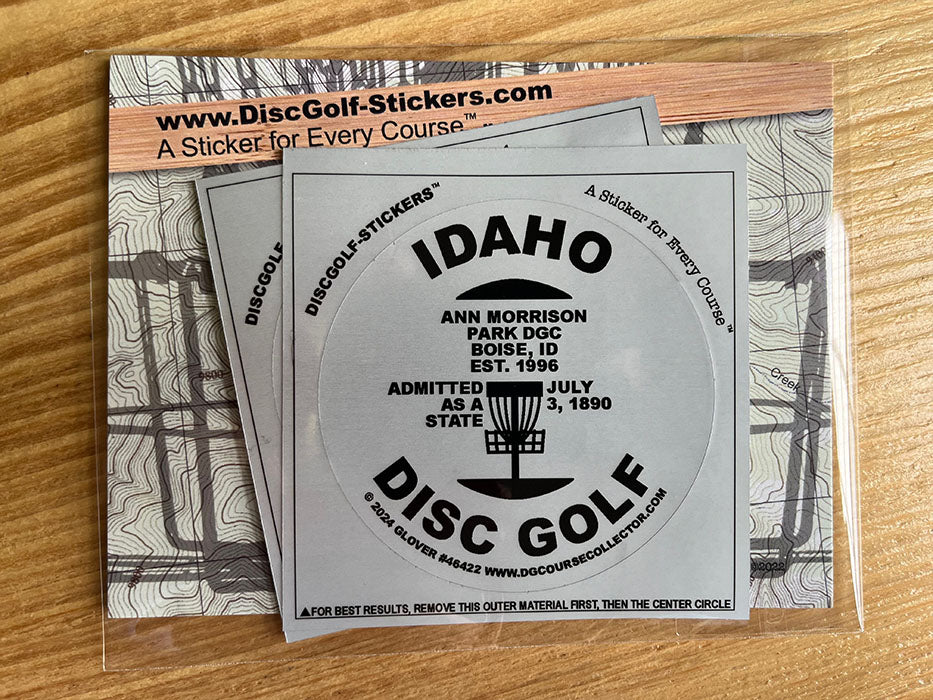 www.DiscGolf-Stickers.com
A Sticker for Every Course™
DISCGOLF
DISCGOLF-STICKERS™
A Sticker for Every Course™
IDAHO
ANN MORRISON
PARK DGC
BOISE, ID
EST. 1996
ADMITTED JULY
AS A 3, 1890
STATE
DISC GOLF
© 2024 GLOVER #46422 WWW.DGCOURSECOLLECTOR.COM
▲FOR BEST RESULTS, REMOVE THIS OUTER MATERIAL FIRST, THEN THE CENTER CIRCLE
Creek